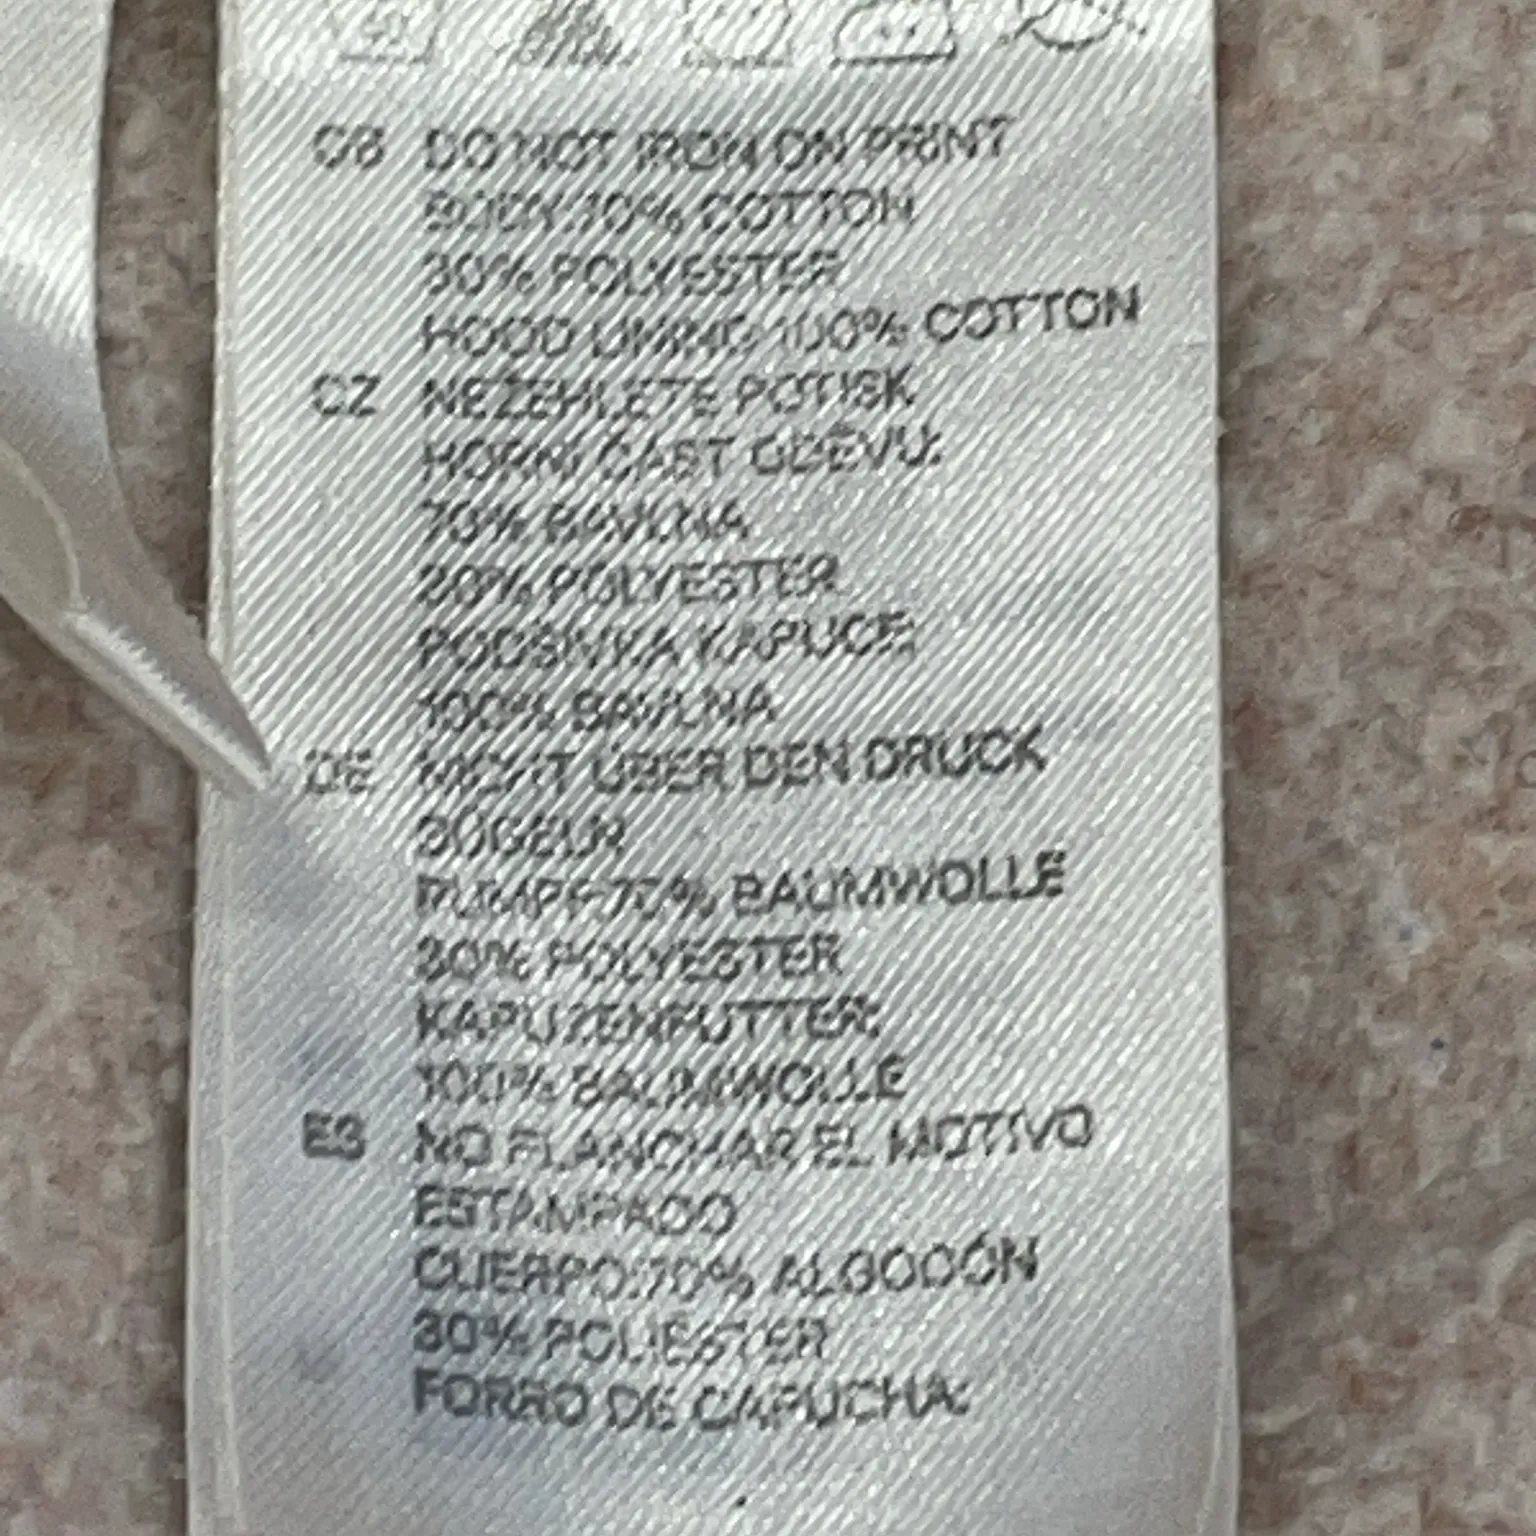 GB DO NOT IRON ON PRINT
BODY:70% COTTON
30% POLYESTER
HOOD LINING:100% COTTON
CZ NEŽEHLETE POTISK
HORNÍ ČÁST ODĚVU:
70% BAVLNA
30% POLYESTER
PODŠÍVKA KAPUCE:
100% BAVLNA
DE NICHT ÜBER DEN DRUCK
BÜGELN
RUMPF:70% BAUMWOLLE
30% POLYESTER
KAPUZENFUTTER:
100% BAUMWOLLE
ES NO PLANCHAR EL MOTIVO
ESTAMPADO
CUERPO:70% ALGODÓN
30% POLIÉSTER
FORRO DE CAPUCHA: